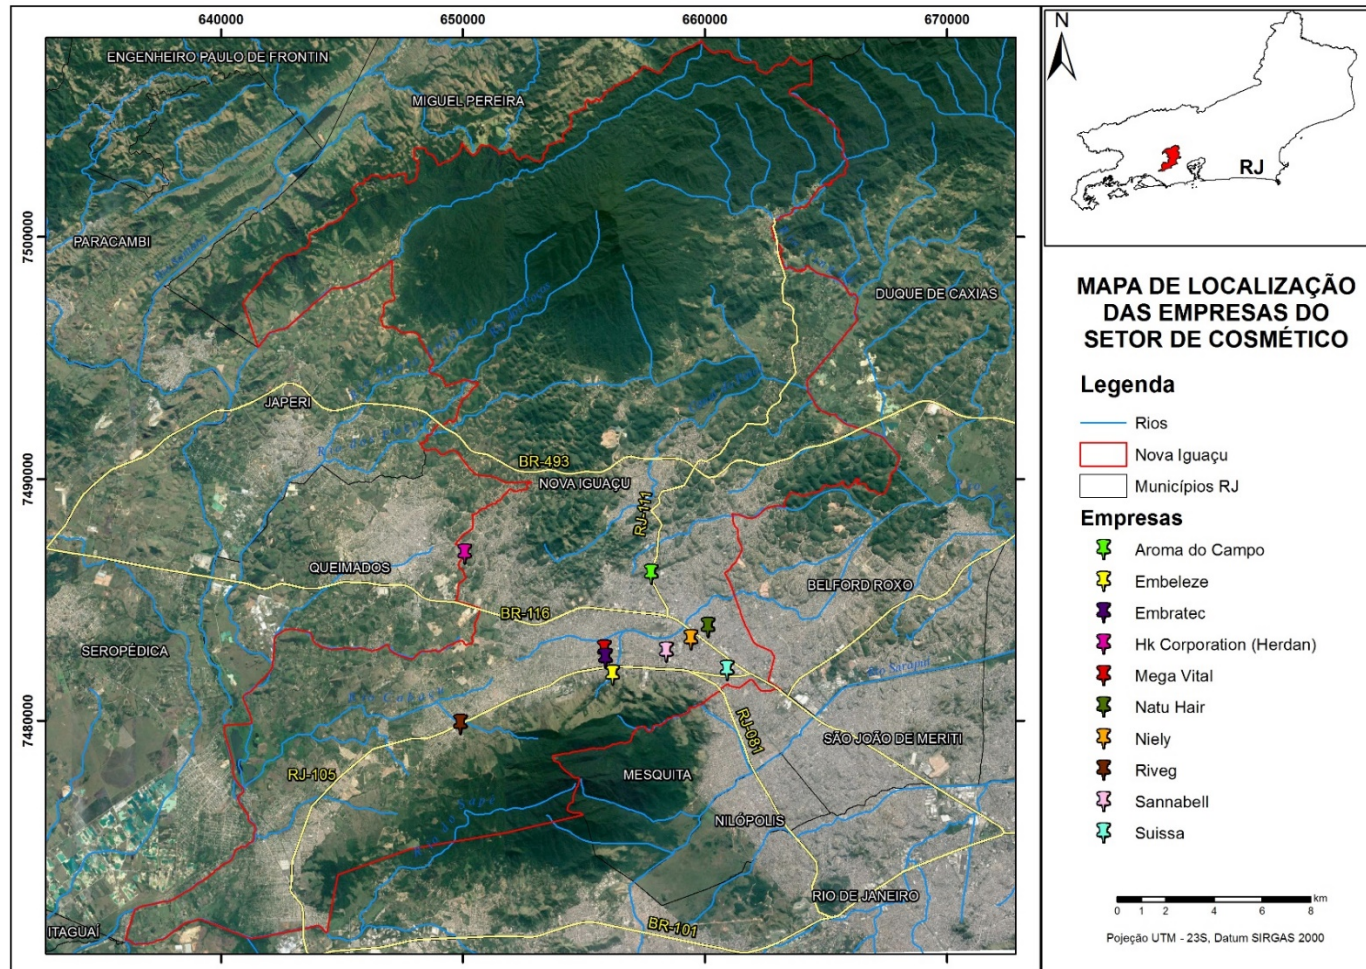 640000
650000
660000
670000
7500000
7490000
7480000
ENGENHEIRO PAULO DE FRONTIN
MIGUEL PEREIRA
PARACAMBI
DUQUE DE CAXIAS
JAPERI
BR-493
NOVA IGUAÇU
RJ-111
QUEIMADOS
BR-116
BELFORD ROXO
SEROPÉDICA
Rio Sarapuí
RJ-081
SÃO JOÃO DE MERITI
RJ-105
MESQUITA
NILÓPOLIS
RIO DE JANEIRO
ITAGUAÍ
BR-101
N
RJ
MAPA DE LOCALIZAÇÃO
DAS EMPRESAS DO
SETOR DE COSMÉTICO
Legenda
Rios
Nova Iguaçu
Municípios RJ
Empresas
Aroma do Campo
Embeleze
Embratec
Hk Corporation (Herdan)
Mega Vital
Natu Hair
Niely
Riveg
Sannabell
Suissa
km
0 1 2 4 6 8
Pojeção UTM - 23S, Datum SIRGAS 2000